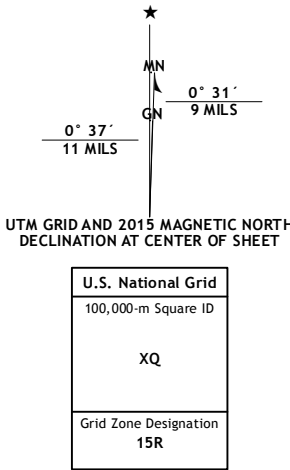 ★
MN
0° 31´
9 MILS
GN
0° 37´
11 MILS
UTM GRID AND 2015 MAGNETIC NORTH
DECLINATION AT CENTER OF SHEET
U.S. National Grid
100,000-m Square ID
XQ
Grid Zone Designation
15R